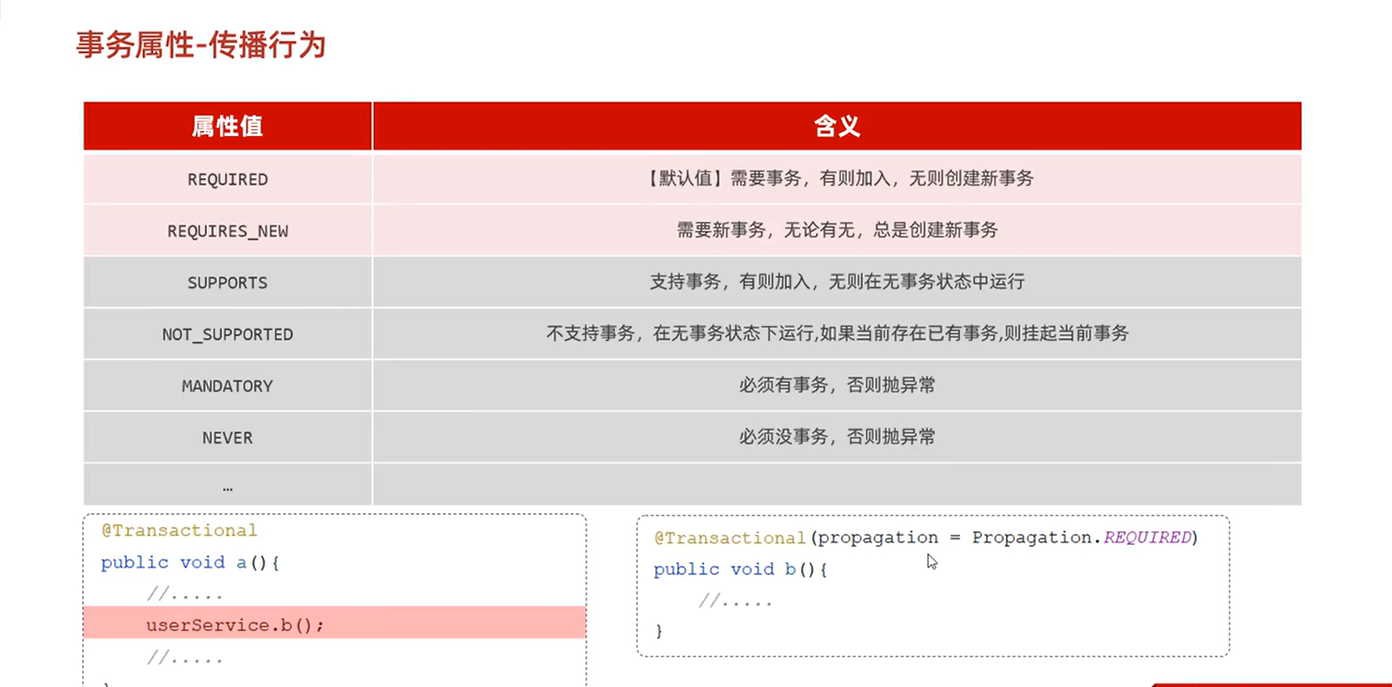 事务属性-传播行为
属性值 含义
REQUIRED 【默认值】需要事务，有则加入，无则创建新事务
REQUIRES_NEW 需要新事务，无论有无，总是创建新事务
SUPPORTS 支持事务，有则加入，无则在无事务状态中运行
NOT_SUPPORTED 不支持事务，在无事务状态下运行,如果当前存在已有事务,则挂起当前事务
MANDATORY 必须有事务，否则抛异常
NEVER 必须没事务，否则抛异常
…
@Transactional
public void a(){
//.....
userService.b();
//.....
@Transactional(propagation = Propagation.REQUIRED)
public void b(){
//.....
}